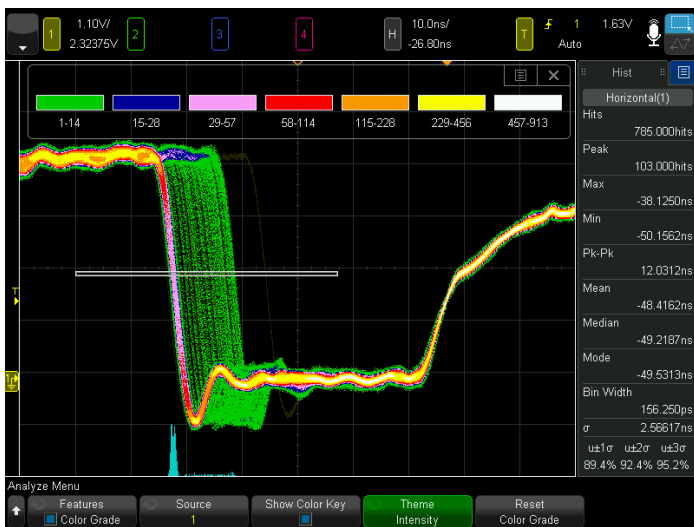 1 1.10V/ 2 3 4 H 10.0ns/ T 1 1.63V
2.32375V -26.80ns Auto
Hist
1-14 15-28 29-57 58-114 115-228 229-456 457-913
Horizontal(1)
Hits
785.000hits
Peak
103.000hits
Max
-38.1250ns
Min
-50.1562ns
Pk-Pk
12.0312ns
Mean
-48.4162ns
Median
-49.2187ns
Mode
-49.5313ns
Bin Width
156.250ps
σ 2.56617ns
u±1σ u±2σ u±3σ
89.4% 92.4% 95.2%
T
1
Analyze Menu
Features Source Show Color Key Theme Reset
Color Grade 1 Intensity Color Grade